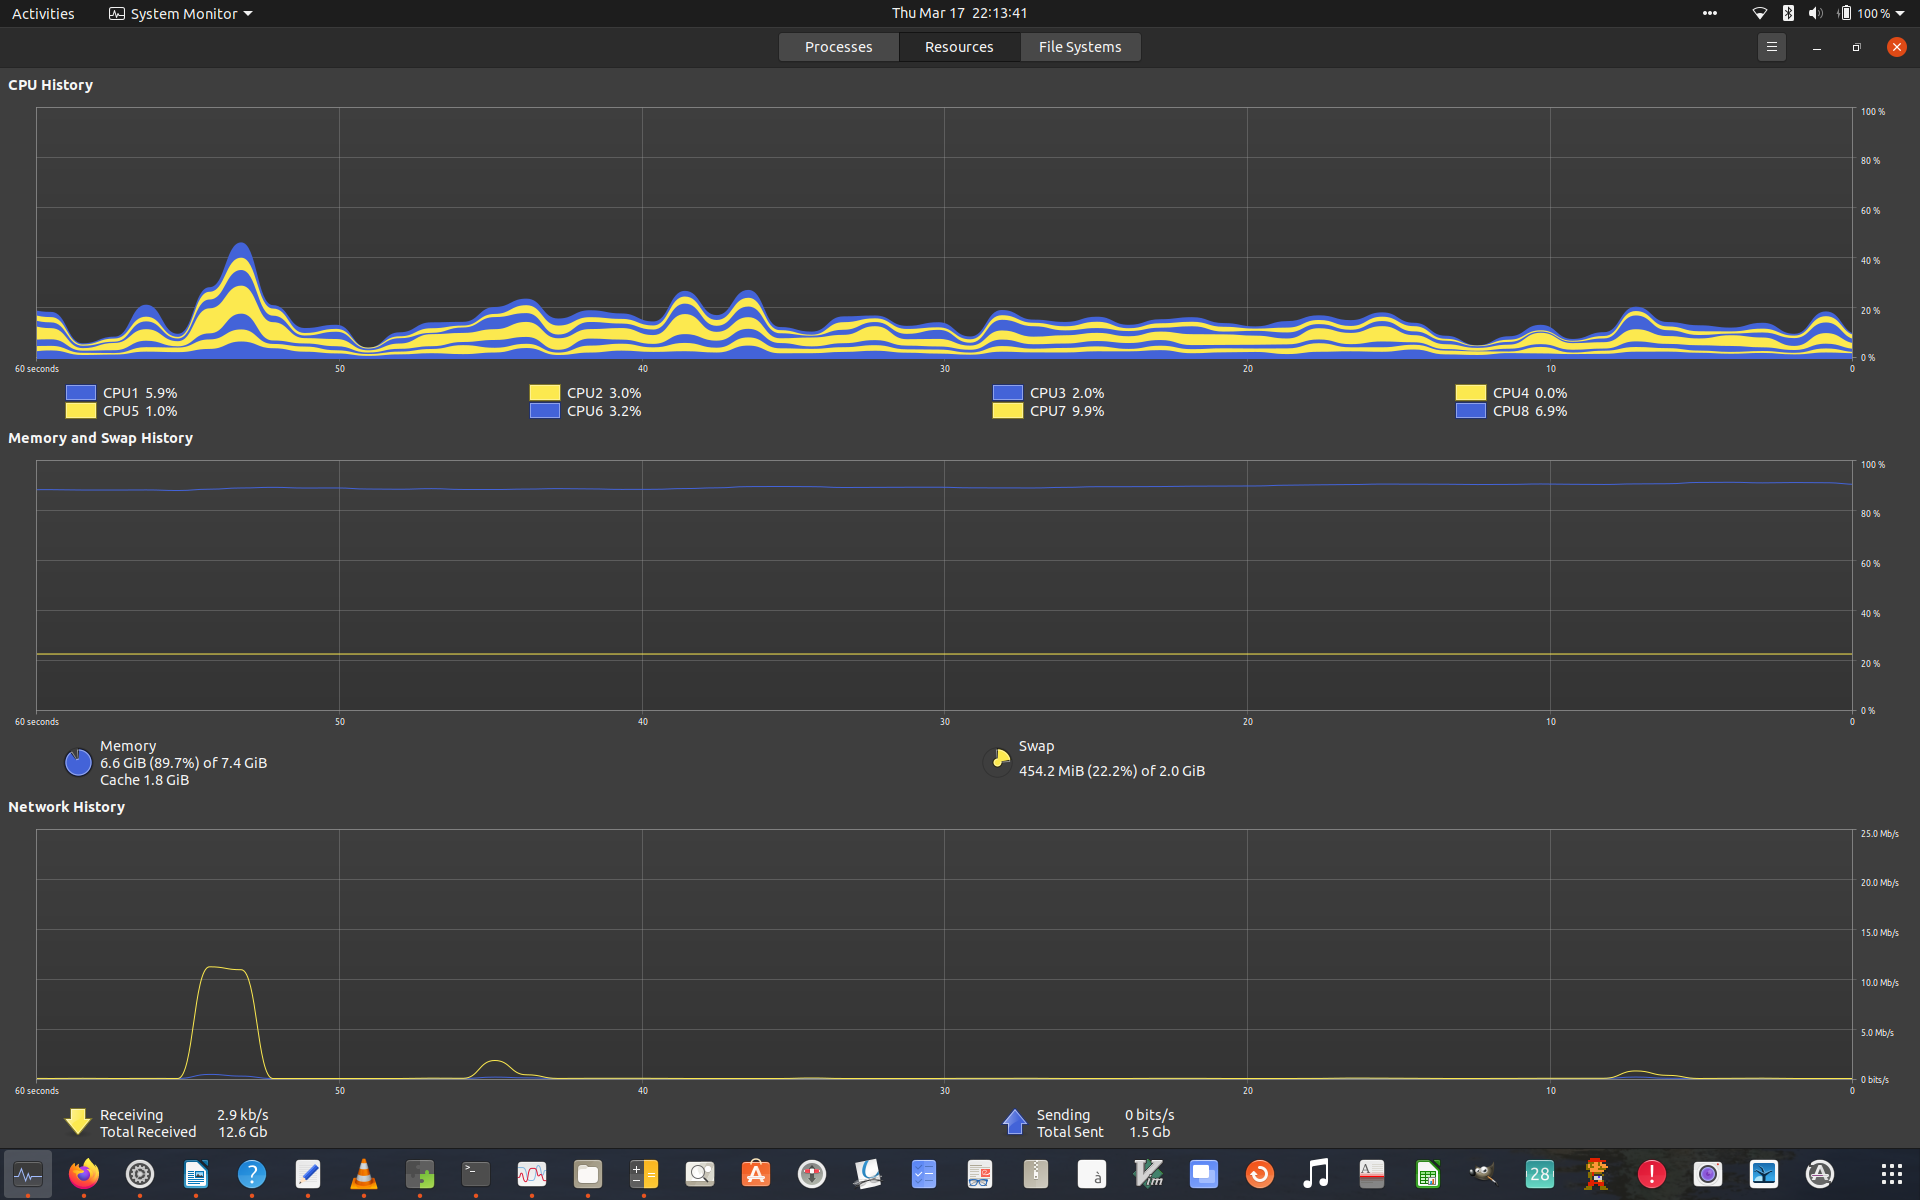 Activities
System Monitor
Thu Mar 17 22:13:41
100 %
Processes
Resources
File Systems
CPU History
100 %
80 %
60 %
40 %
20 %
0 %
60 seconds
50
40
30
20
10
0
CPU1 5.9%
CPU2 3.0%
CPU3 2.0%
CPU4 0.0%
CPU5 1.0%
CPU6 3.2%
CPU7 9.9%
CPU8 6.9%
Memory and Swap History
100 %
80 %
60 %
40 %
20 %
0 %
60 seconds
50
40
30
20
10
0
Memory
6.6 GiB (89.7%) of 7.4 GiB
Cache 1.8 GiB
Swap
454.2 MiB (22.2%) of 2.0 GiB
Network History
25.0 Mb/s
20.0 Mb/s
15.0 Mb/s
10.0 Mb/s
5.0 Mb/s
0 bits/s
60 seconds
50
40
30
20
10
0
Receiving 2.9 kb/s
Total Received 12.6 Gb
Sending 0 bits/s
Total Sent 1.5 Gb
?
>_
à
Vim
A
28
!
A